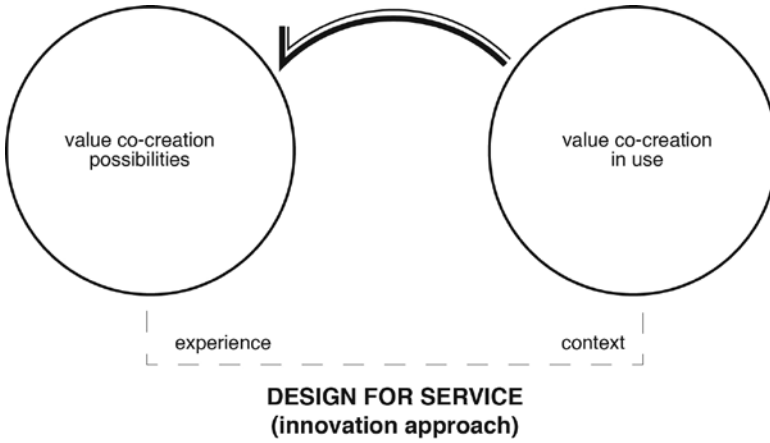 value co-creation
possibilities
value co-creation
in use
experience
context
DESIGN FOR SERVICE
(innovation approach)